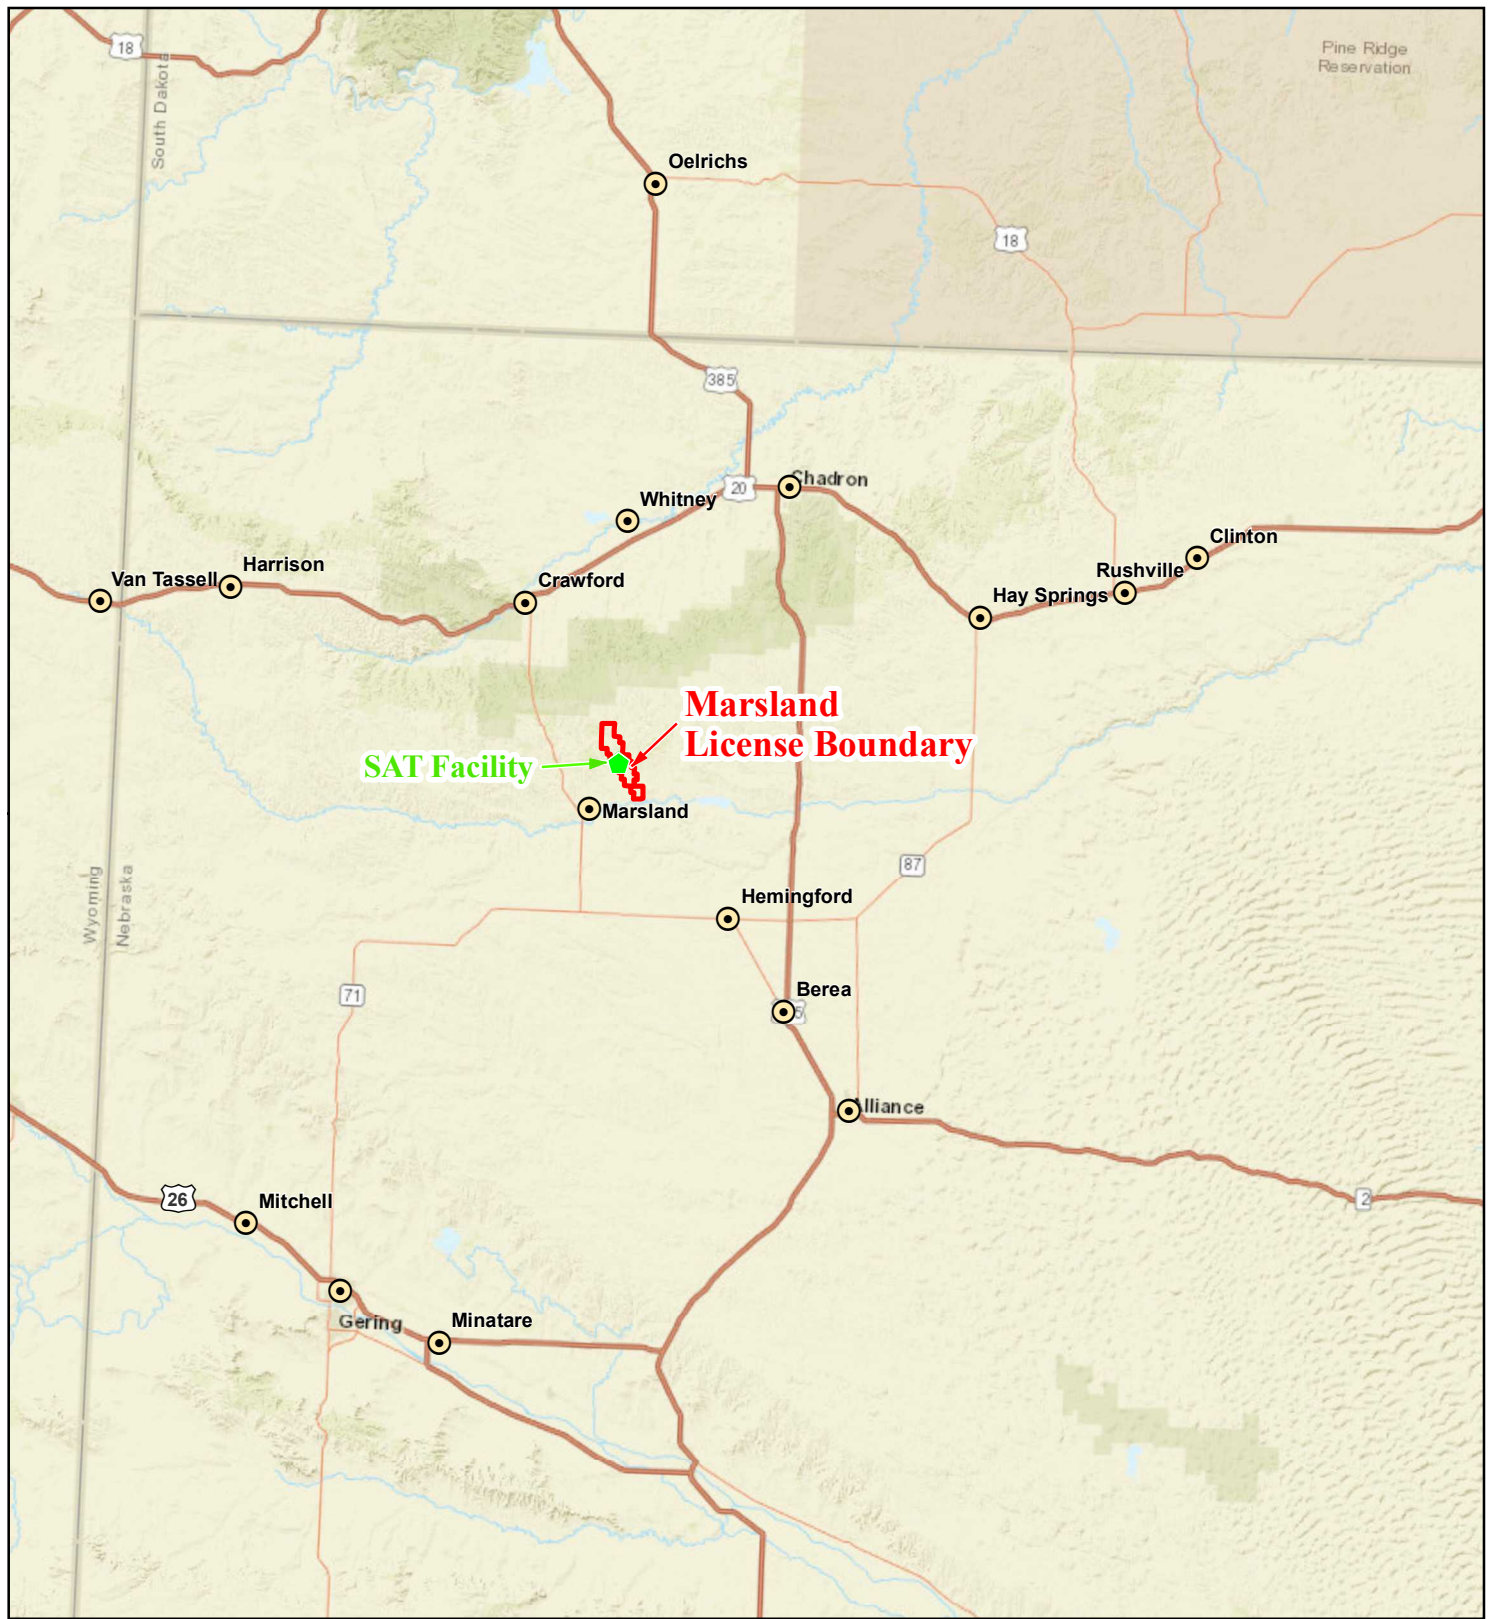 Pine Ridge
Reservation
18
South Dakota
Oelrichs
18
385
Chadron
20
Whitney
Clinton
Harrison
Rushville
Van Tassell
Crawford
Hay Springs
Marsland
License Boundary
SAT Facility
Marsland
87
Wyoming
Nebraska
Hemingford
71
Berea
5
Alliance
26
Mitchell
2
Gering
Minatare